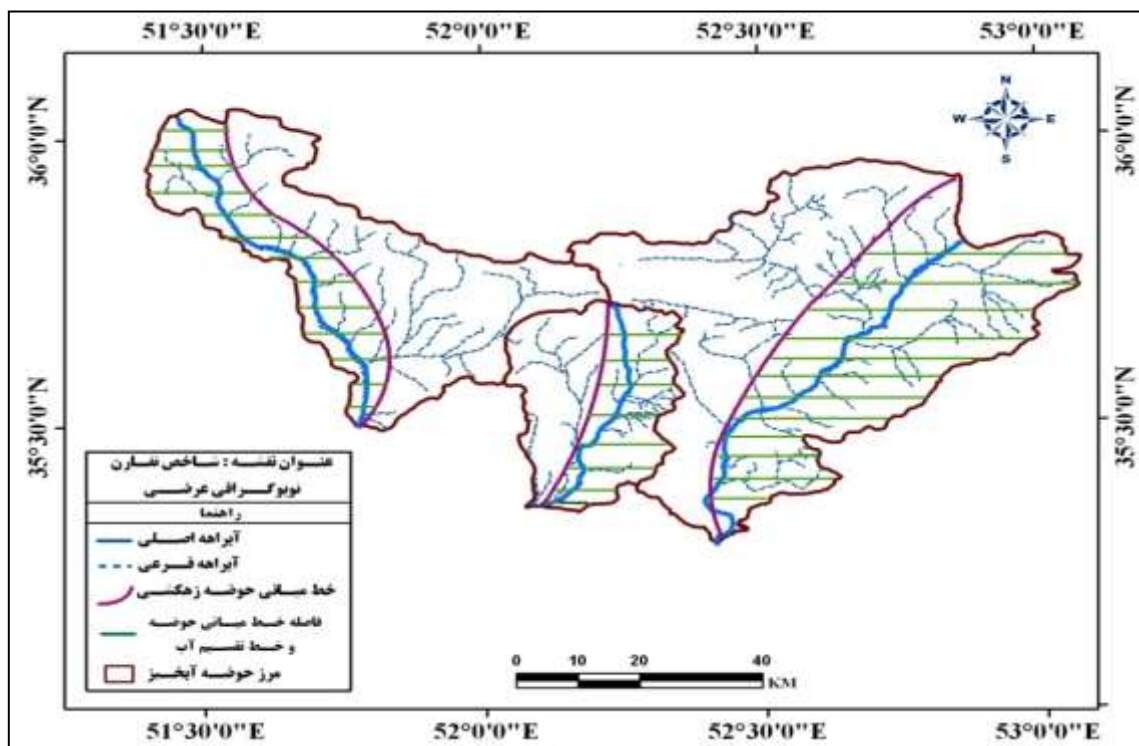 51°30'0"E 52°0'0"E 52°30'0"E 53°0'0"E
36°0'0"N
36°0'0"N
35°30'0"N
35°30'0"N
N
W E
S
عنوان نقشه : شاخص تقارن
توپوگرافی عرضی
راهنما
آبراهه اصلی
آبراهه فرعی
خط میانی حوضه زهکشی
فاصله خط میانی حوضه
و خط تقسیم آب
مرز حوضه آبخیز
0 10 20 40
KM
51°30'0"E 52°0'0"E 52°30'0"E 53°0'0"E